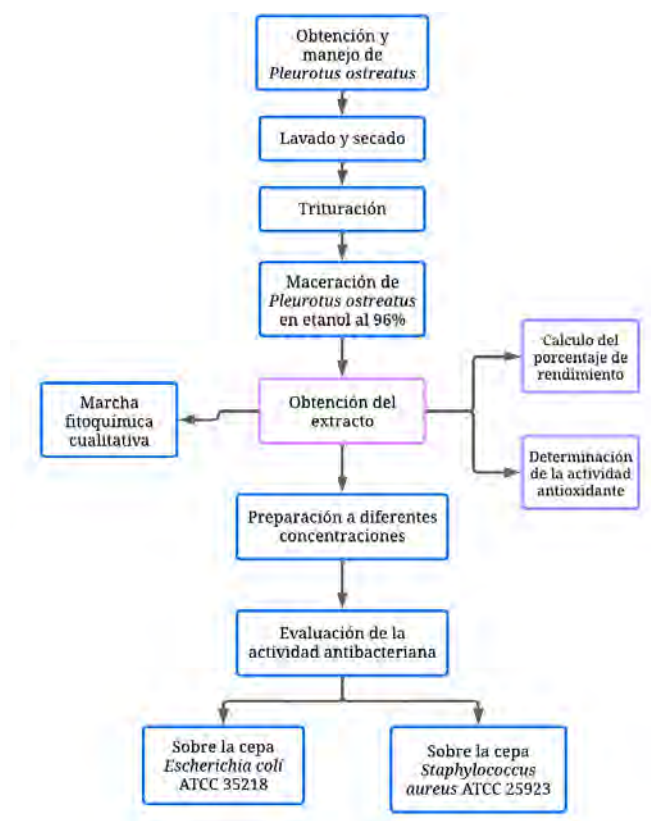 Obtención y
manejo de
Pleurotus ostreatus
Lavado y secado
Trituración
Maceración de
Pleurotus ostreatus
en etanol al 96%
Calculo del
porcentaje de
rendimiento
Marcha
fitoquímica
cualitativa
Obtención del
extracto
Determinación
de la actividad
antioxidante
Preparación a diferentes
concentraciones
Evaluación de la
actividad antibacteriana
Sobre la cepa
Escherichia coli
ATCC 35218
Sobre la cepa
Staphylococcus
aureus ATCC 25923